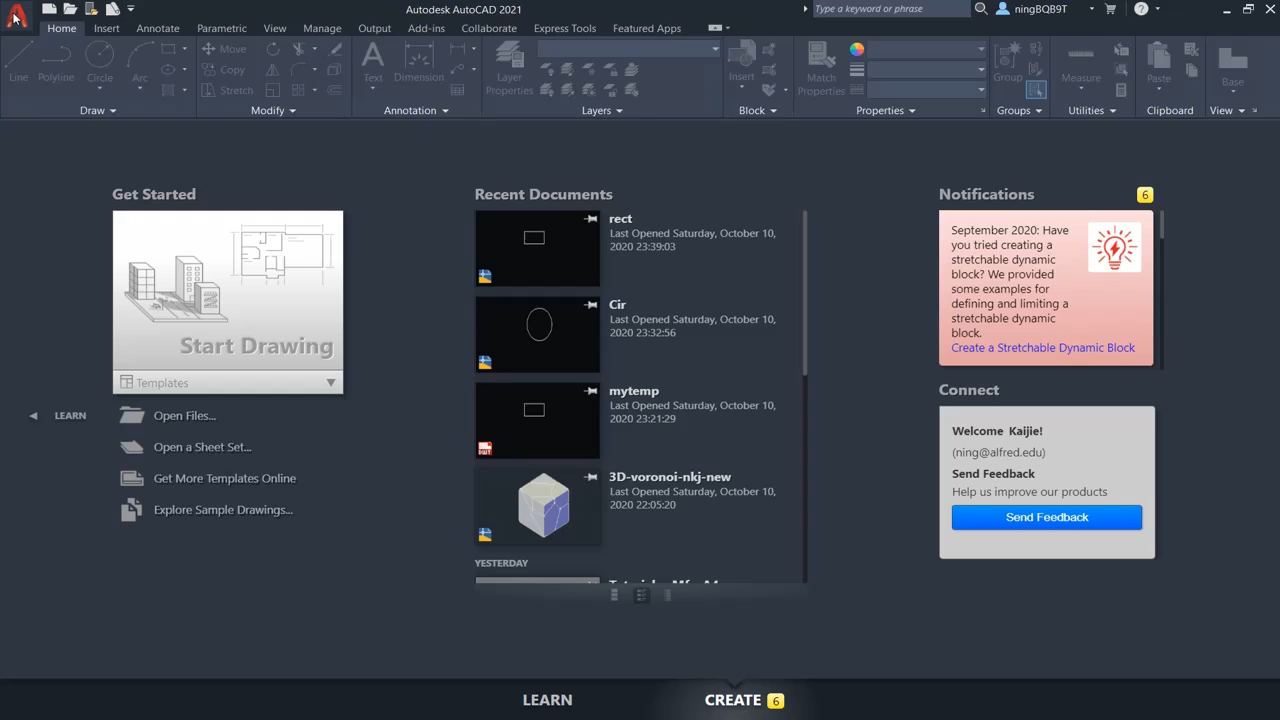 Autodesk AutoCAD 2021
Type a keyword or phrase
ningBQB9T
Home
Insert
Annotate
Parametric
View
Manage
Output
Add-ins
Collaborate
Express Tools
Featured Apps
Line
Polyline
Circle
Arc
Move
Copy
Stretch
Text
Dimension
Layer
Properties
Insert
Match
Properties
Group
Measure
Paste
Base
Draw
Modify
Annotation
Layers
Block
Properties
Groups
Utilities
Clipboard
View
Get Started
Start Drawing
Templates
LEARN
Open Files...
Open a Sheet Set...
Get More Templates Online
Explore Sample Drawings...
Recent Documents
rect
Last Opened Saturday, October 10,
2020 23:39:03
Cir
Last Opened Saturday, October 10,
2020 23:32:56
mytemp
Last Opened Saturday, October 10,
2020 23:21:29
DWT
3D-voronoi-nkj-new
Last Opened Saturday, October 10,
2020 22:05:20
YESTERDAY
Notifications
6
September 2020: Have
you tried creating a
stretchable dynamic
block? We provided
some examples for
defining and limiting a
stretchable dynamic
block.
Create a Stretchable Dynamic Block
Connect
Welcome Kaijie!
(ning@alfred.edu)
Send Feedback
Help us improve our products
Send Feedback
LEARN
CREATE 6